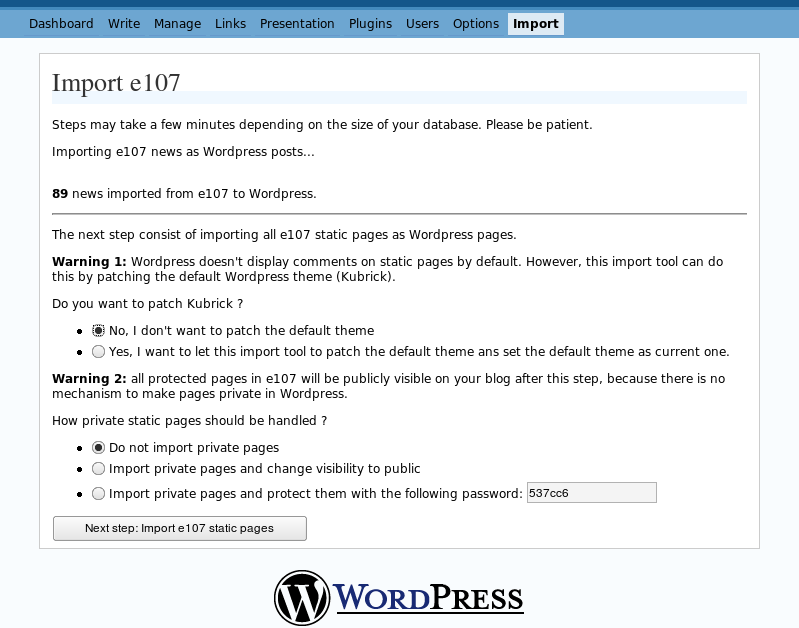 Dashboard Write Manage Links Presentation Plugins Users Options Import
Import e107
Steps may take a few minutes depending on the size of your database. Please be patient.
Importing e107 news as Wordpress posts...
89 news imported from e107 to Wordpress.
The next step consist of importing all e107 static pages as Wordpress pages.
Warning 1: Wordpress doesn't display comments on static pages by default. However, this import tool can do
this by patching the default Wordpress theme (Kubrick).
Do you want to patch Kubrick ?
No, I don't want to patch the default theme
Yes, I want to let this import tool to patch the default theme ans set the default theme as current one.
Warning 2: all protected pages in e107 will be publicly visible on your blog after this step, because there is no
mechanism to make pages private in Wordpress.
How private static pages should be handled ?
Do not import private pages
Import private pages and change visibility to public
Import private pages and protect them with the following password: 537cc6
Next step: Import e107 static pages
WORDPRESS